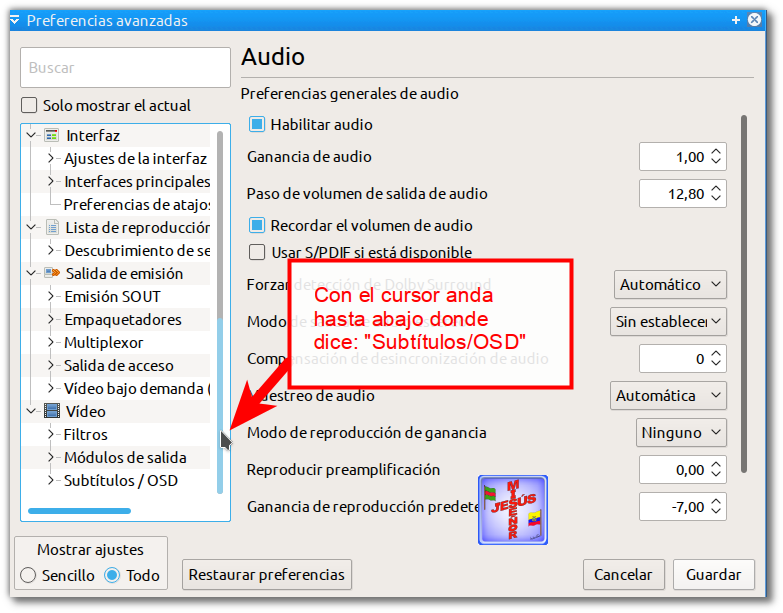 Preferencias avanzadas
Buscar
Solo mostrar el actual
Interfaz
Ajustes de la interfaz
Interfaces principales
Preferencias de atajos
Lista de reproducción
Descubrimiento de se
Salida de emisión
Emisión SOUT
Empaquetadores
Multiplexor
Salida de acceso
Vídeo bajo demanda (
Vídeo
Filtros
Módulos de salida
Subtítulos / OSD
Mostrar ajustes
Sencillo Todo
Audio
Preferencias generales de audio
Habilitar audio
Ganancia de audio 1,00
Paso de volumen de salida de audio 12,80
Recordar el volumen de audio
Usar S/PDIF si está disponible
Forzar detección de Dolby Surround Automático
Modo de Sin establecer
Compensación de desincronización de audio 0
estreo de audio Automática
Modo de reproducción de ganancia Ninguno
Reproducir preamplificación 0,00
Ganancia de reproducción predete -7,00
Con el cursor anda
hasta abajo donde
dice: "Subtítulos/OSD"
JESÚS
Restaurar preferencias Cancelar Guardar